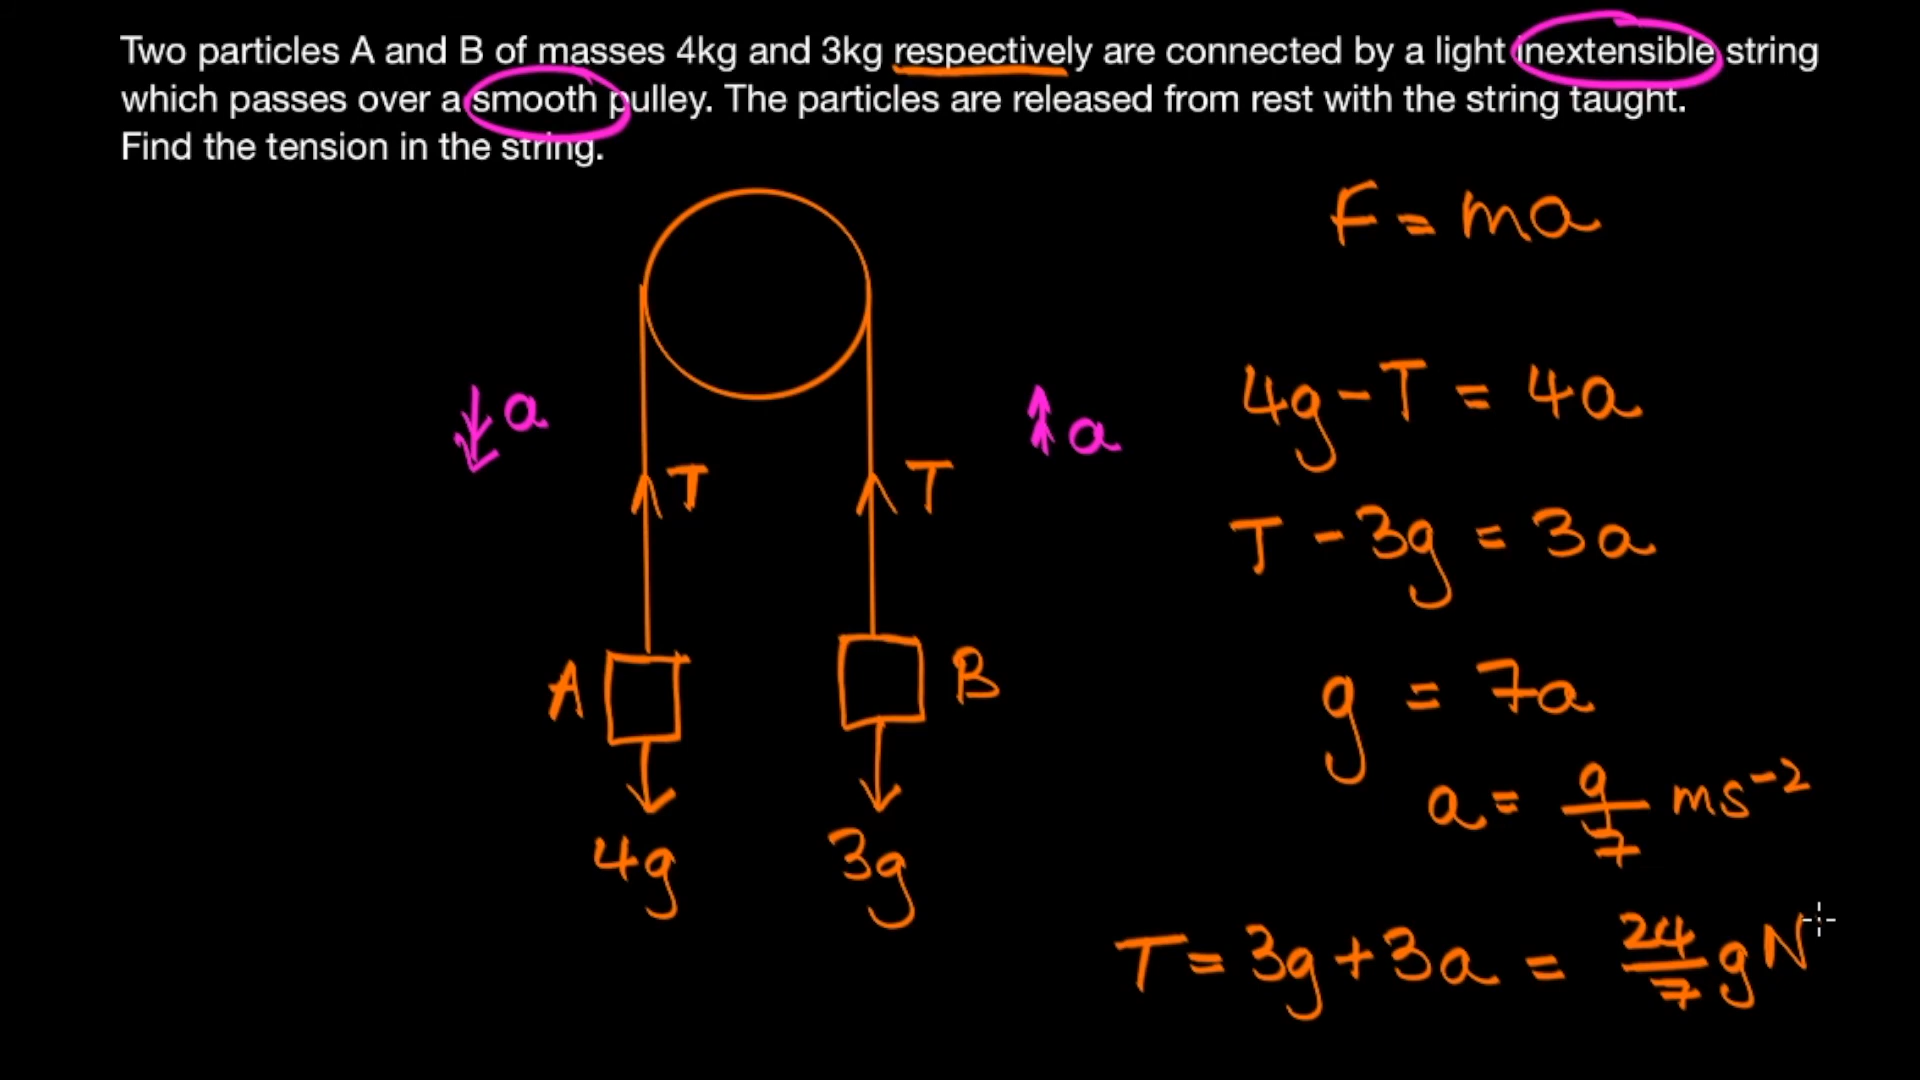 Two particles A and B of masses 4kg and 3kg respectively are connected by a light inextensible string
which passes over a smooth pulley. The particles are released from rest with the string taught.
Find the tension in the string.
F = ma
a
a
4g - T = 4a
T
T
T - 3g = 3a
A
B
g = 7a
a = g/7 ms⁻²
4g
3g
T = 3g + 3a = 24/7 g N